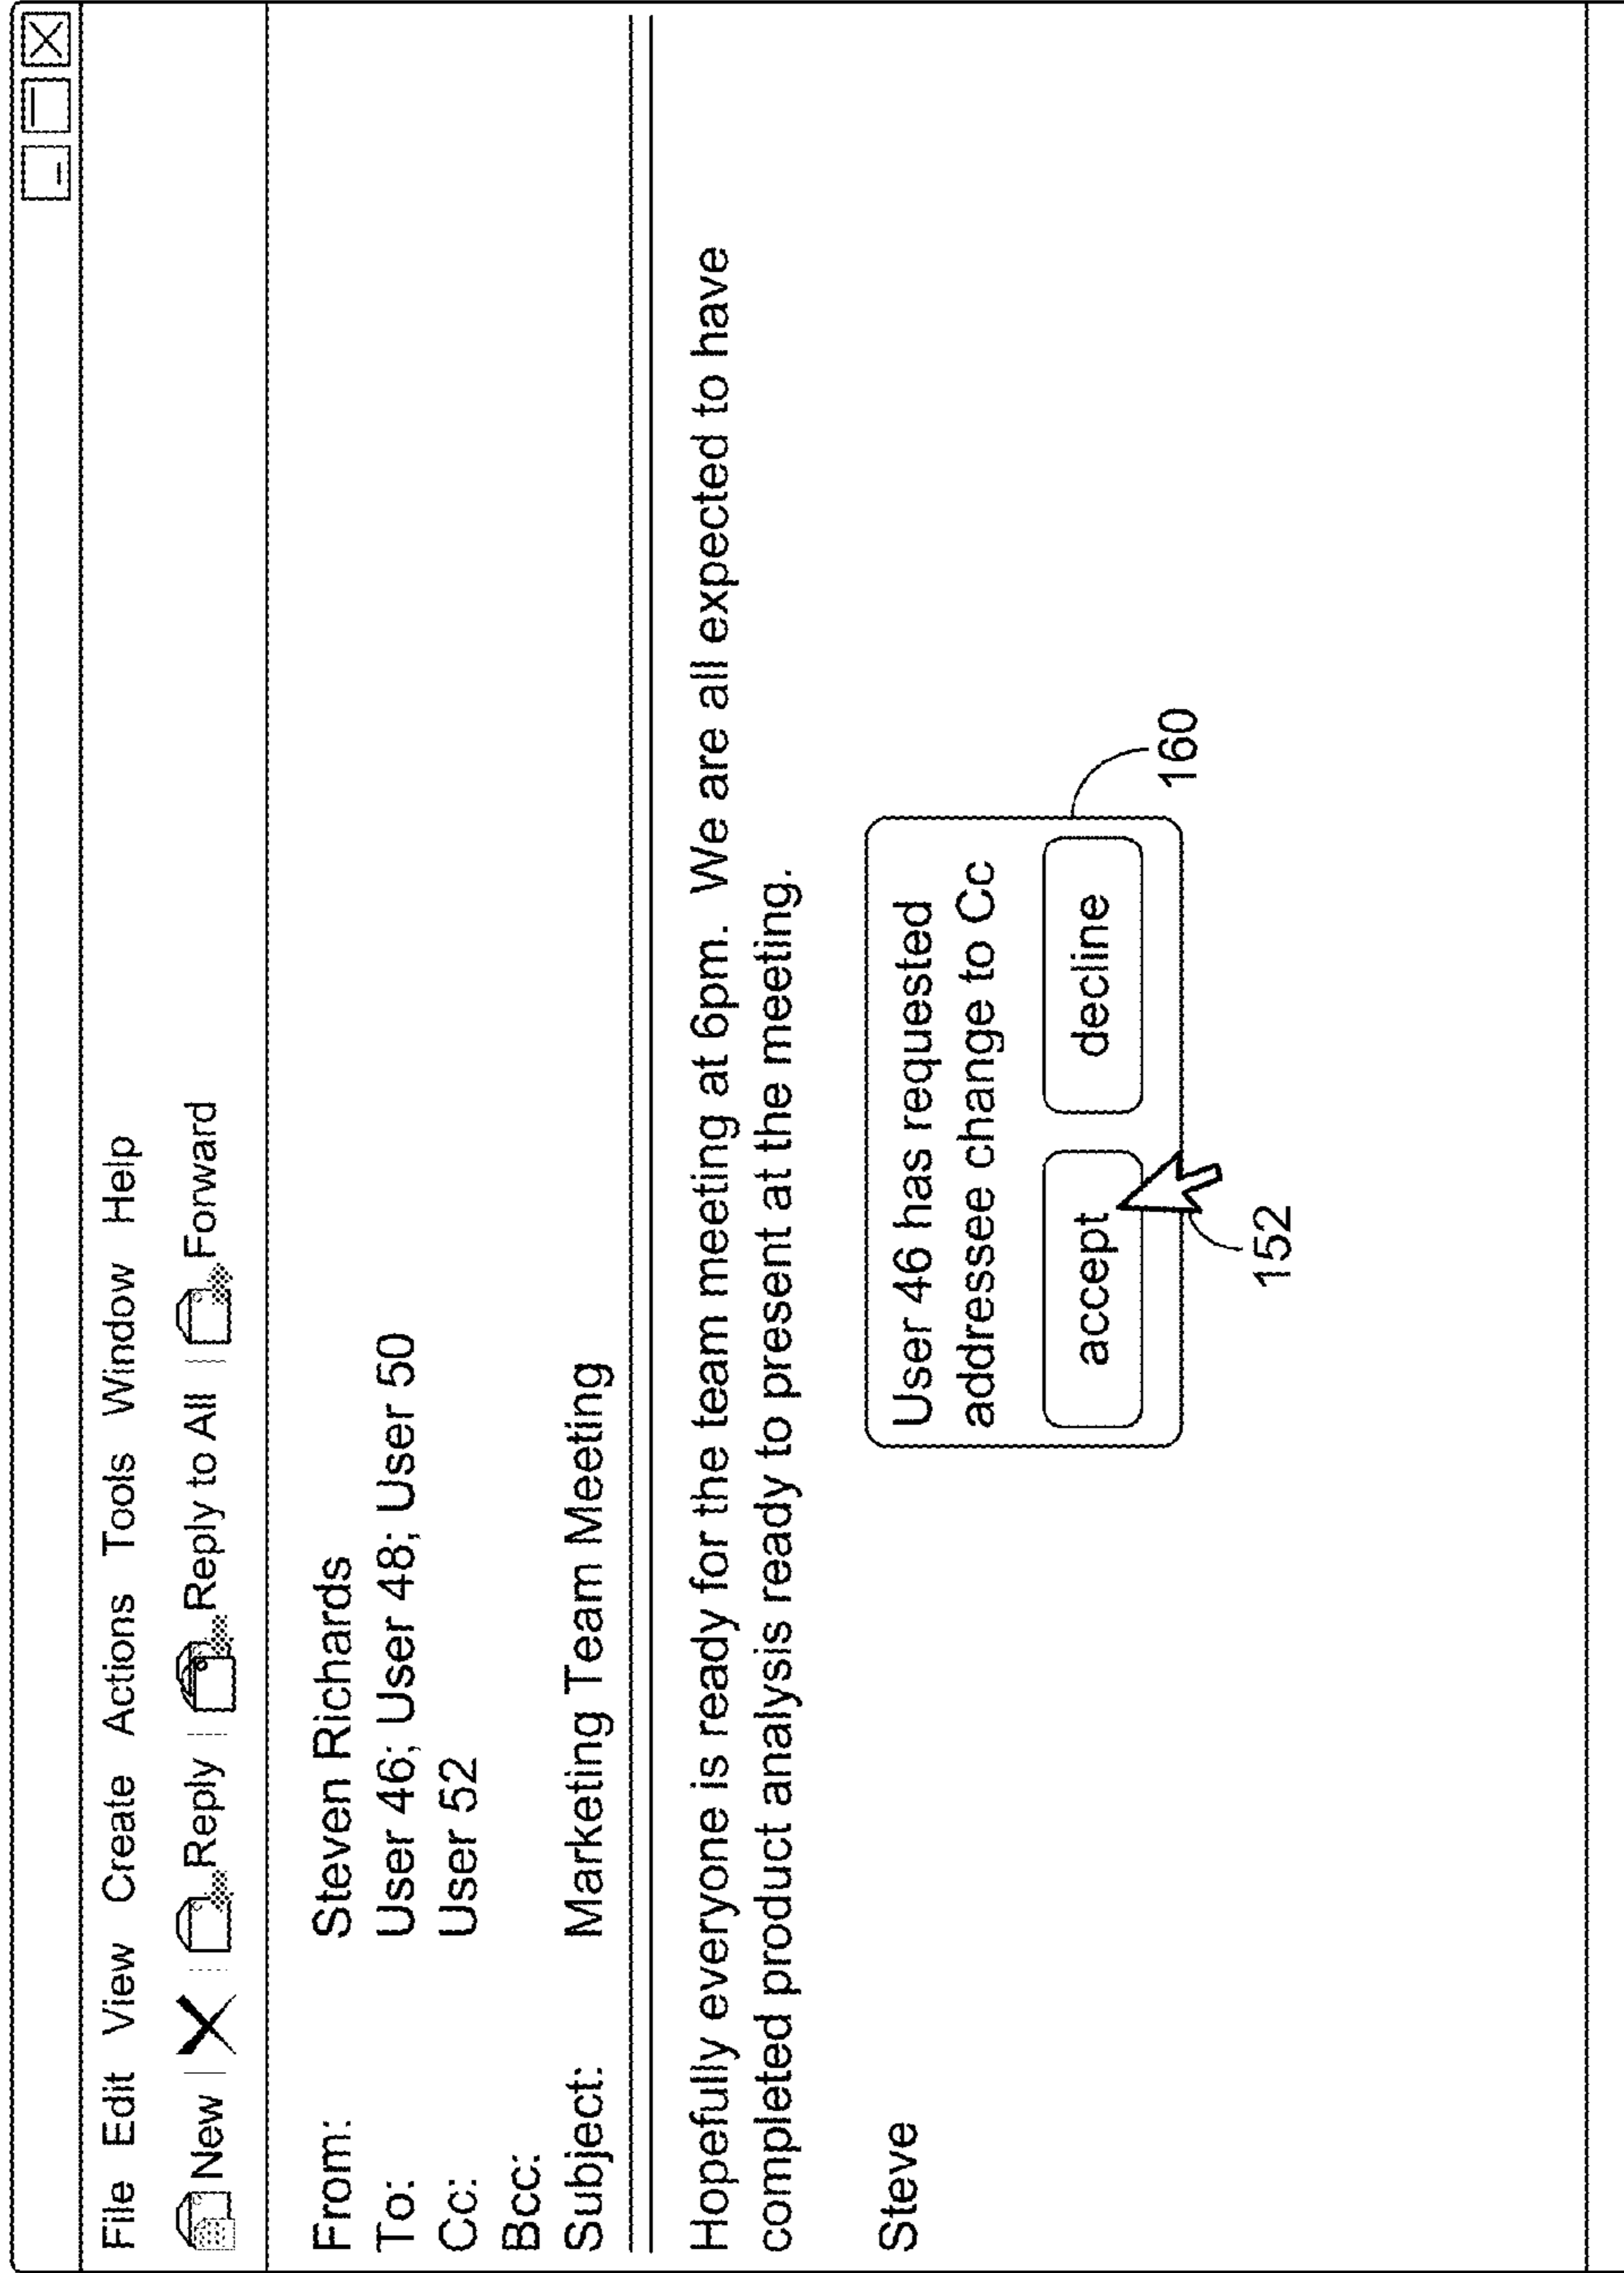 File Edit View Create Actions Tools Window Help
New Reply Reply to All Forward
From: Steven Richards
To: User 46; User 48; User 50
Cc: User 52
Bcc:
Subject: Marketing Team Meeting
Hopefully everyone is ready for the team meeting at 6pm. We are all expected to have
completed product analysis ready to present at the meeting.
Steve
User 46 has requested
addressee change to Cc
accept decline
160
152